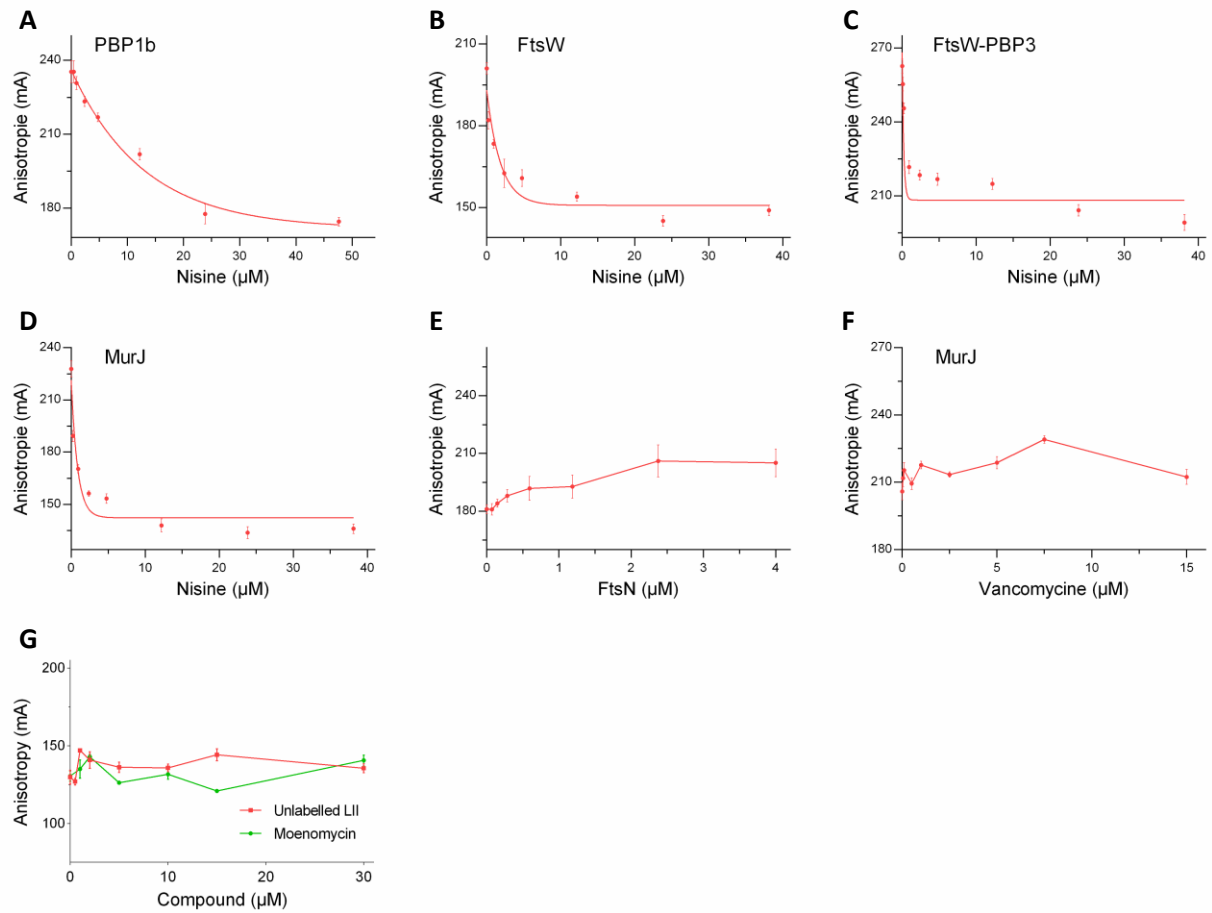 A
PBP1b
240
210
180
Anisotropie (mA)
0 10 20 30 40 50
Nisine (µM)
B
FtsW
210
180
150
Anisotropie (mA)
0 10 20 30 40
Nisine (µM)
C
FtsW-PBP3
270
240
210
Anisotropie (mA)
0 10 20 30 40
Nisine (µM)
D
MurJ
240
210
180
150
Anisotropie (mA)
0 10 20 30 40
Nisine (µM)
E
240
210
180
Anisotropie (mA)
0 1 2 3 4
FtsN (µM)
F
MurJ
270
240
210
180
Anisotropie (mA)
0 5 10 15
Vancomycine (µM)
G
200
150
100
Anisotropy (mA)
Unlabelled LII
Moenomycin
0 10 20 30
Compound (µM)